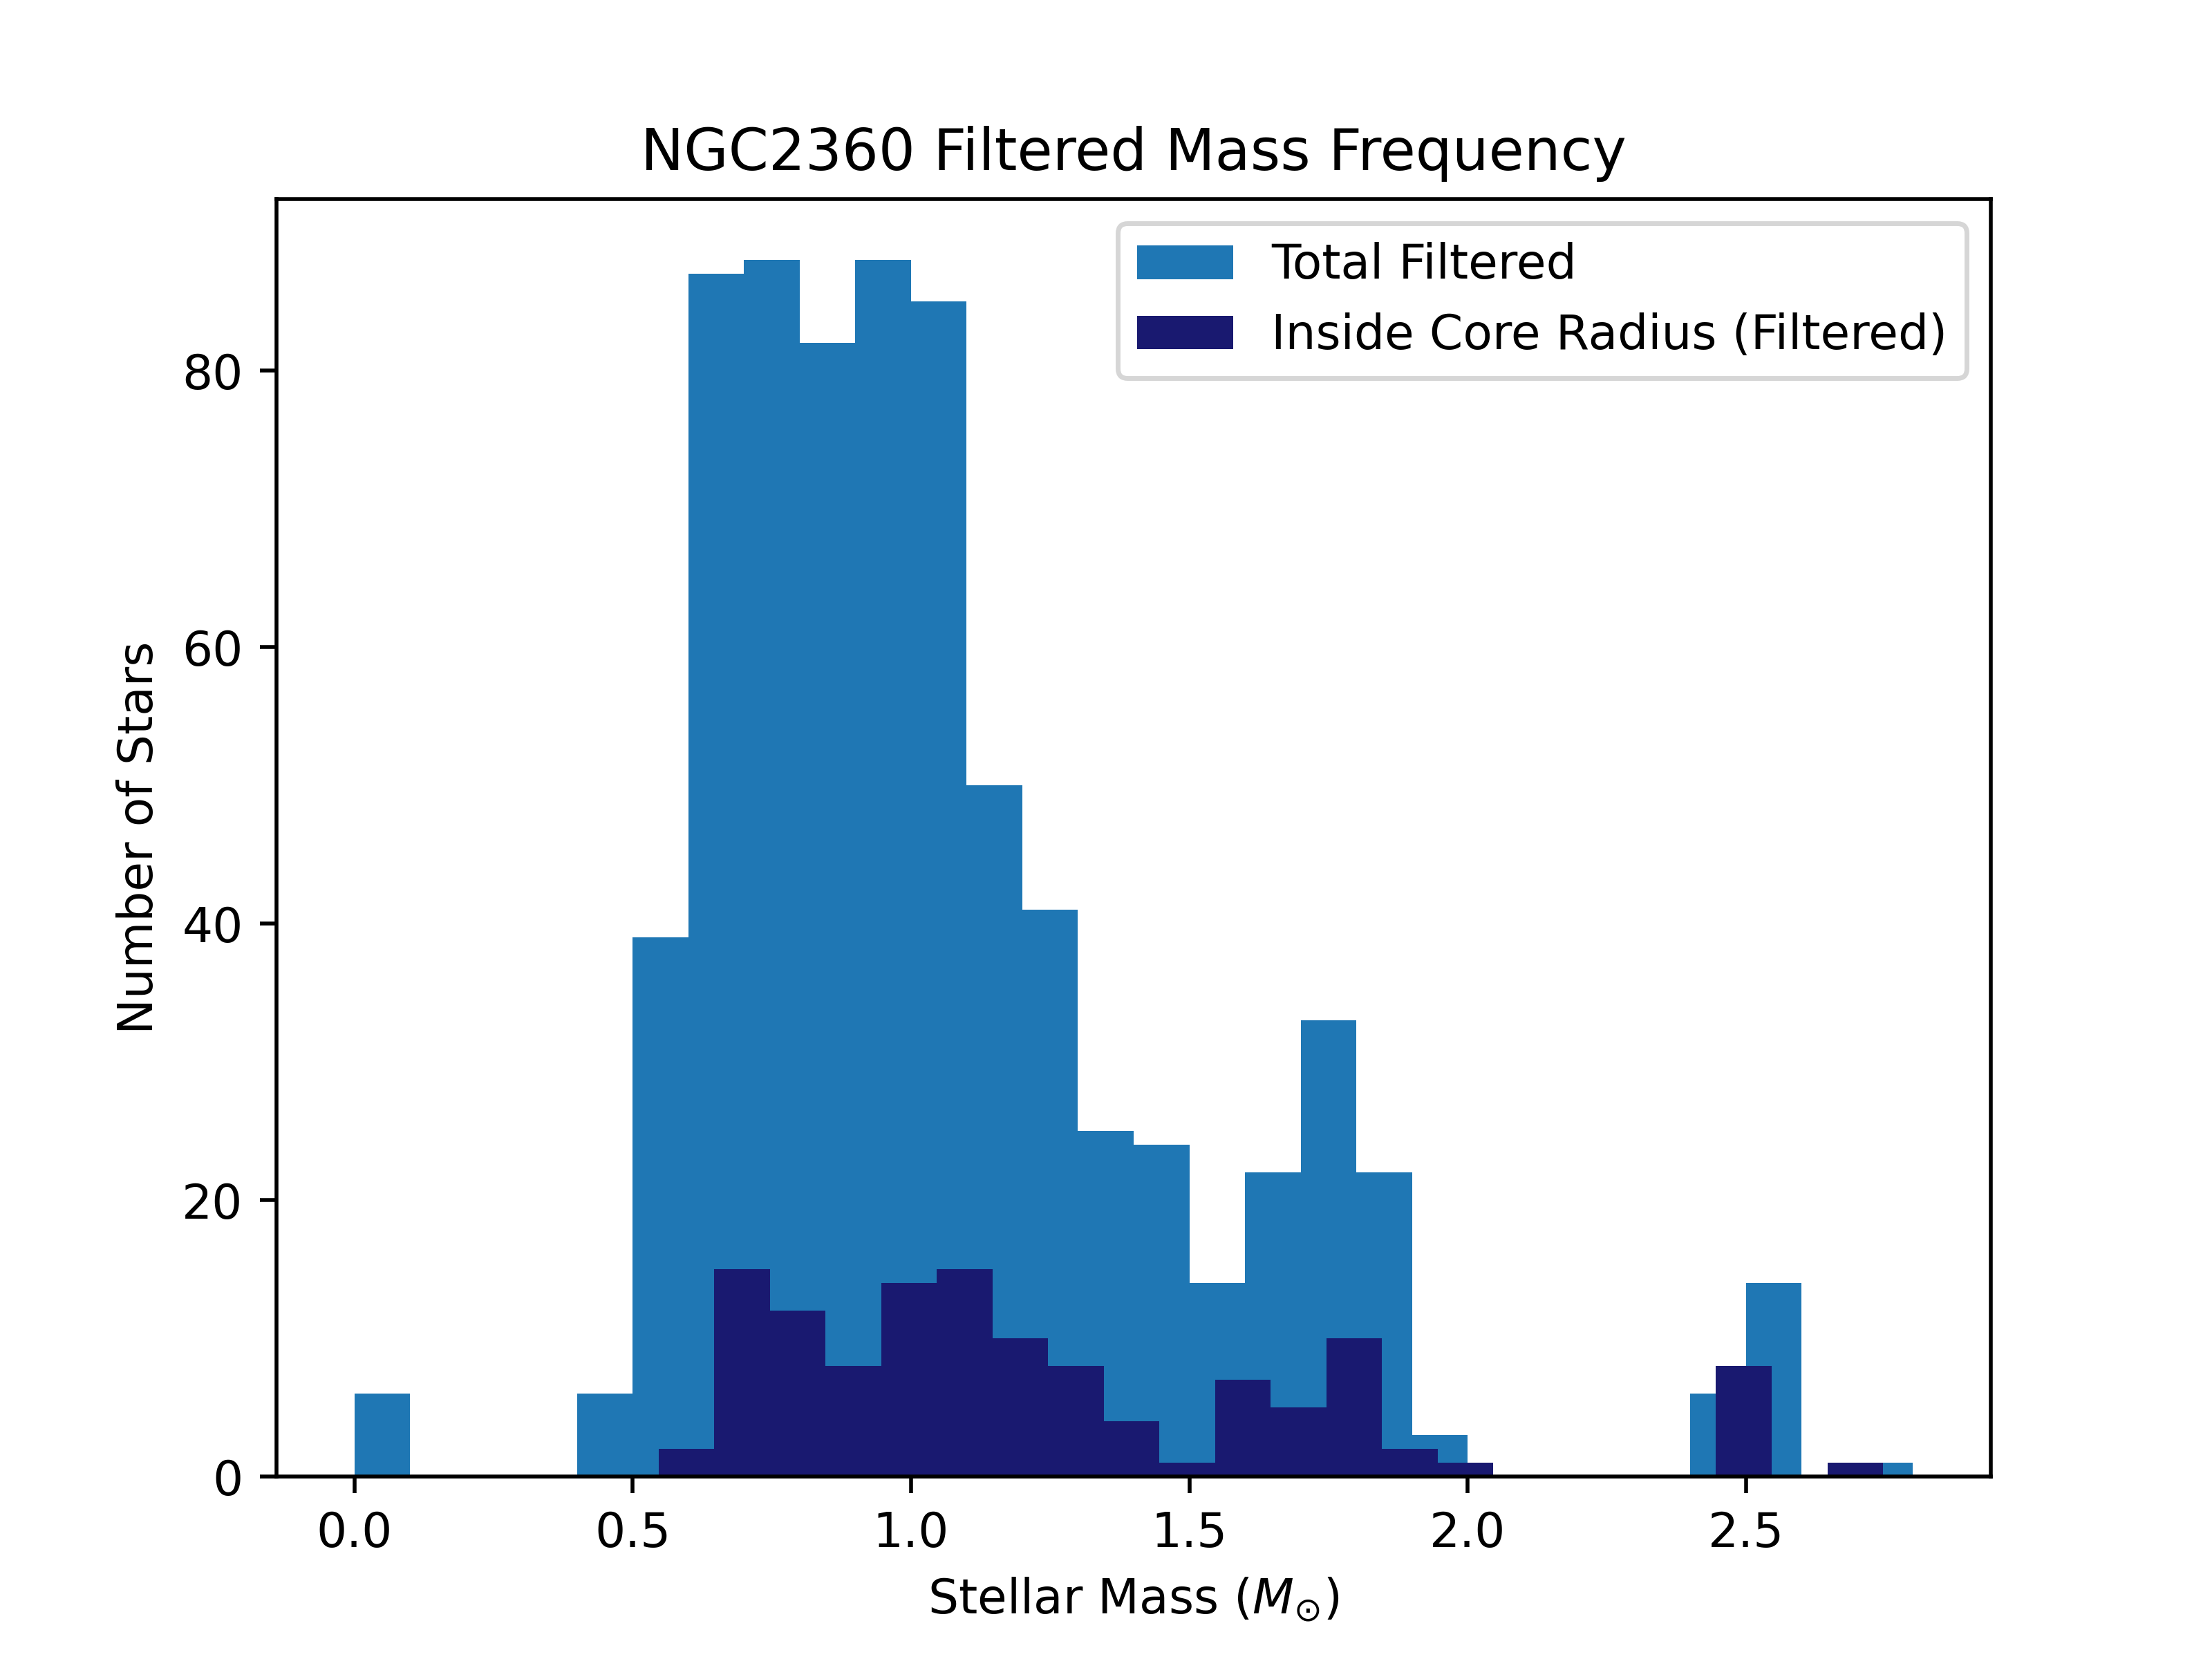 NGC2360 Filtered Mass Frequency
Total Filtered
Inside Core Radius (Filtered)
Number of Stars
80
60
40
20
0
0.0 0.5 1.0 1.5 2.0 2.5
Stellar Mass (M⊙)